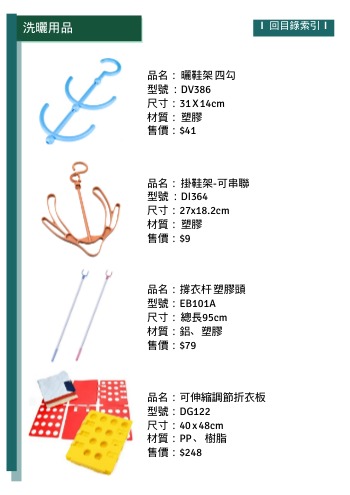 洗曬用品
I 回目錄索引 I
品名： 曬鞋架 四勾
型號 ：DV386
尺寸 ：31X14cm
材質： 塑膠
售價：$41
品名： 掛鞋架-可串聯
型號 ：DI364
尺寸：27x18.2cm
材質： 塑膠
售價：$9
品名：撐衣杆 塑膠頭
型號：EB101A
尺寸： 總長95cm
材質：鋁、塑膠
售價：$79
品名：可伸縮調節折衣板
型號：DG122
尺寸：40 x48cm
材質：PP、 樹脂
售價：$248